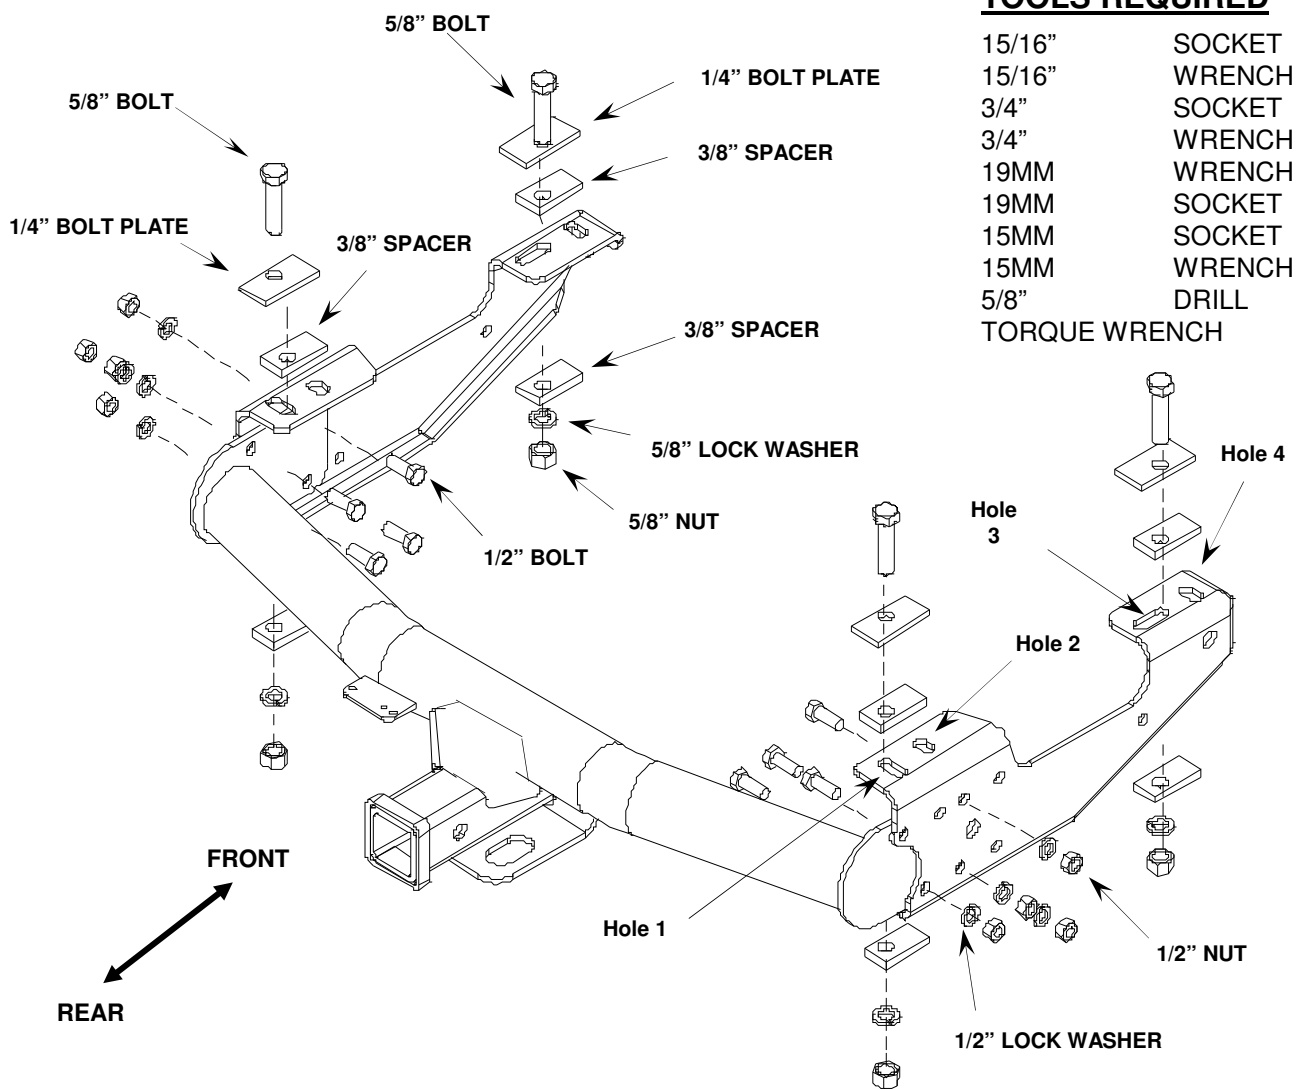 TOOLS REQUIRED
15/16” SOCKET
15/16” WRENCH
3/4” SOCKET
3/4” WRENCH
19MM WRENCH
19MM SOCKET
15MM SOCKET
15MM WRENCH
5/8” DRILL
TORQUE WRENCH
5/8” BOLT
1/4” BOLT PLATE
5/8” BOLT
3/8” SPACER
1/4” BOLT PLATE
3/8” SPACER
3/8” SPACER
5/8” LOCK WASHER
5/8” NUT
1/2” BOLT
Hole 4
Hole
3
Hole 2
FRONT
REAR
Hole 1
1/2” NUT
1/2” LOCK WASHER